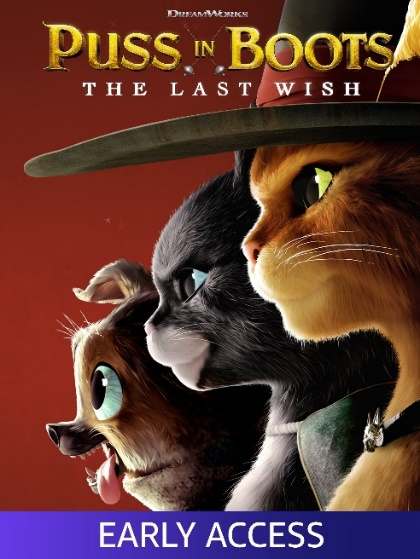 DREAMWORKS
PUSS IN BOOTS
THE LAST WISH
EARLY ACCESS